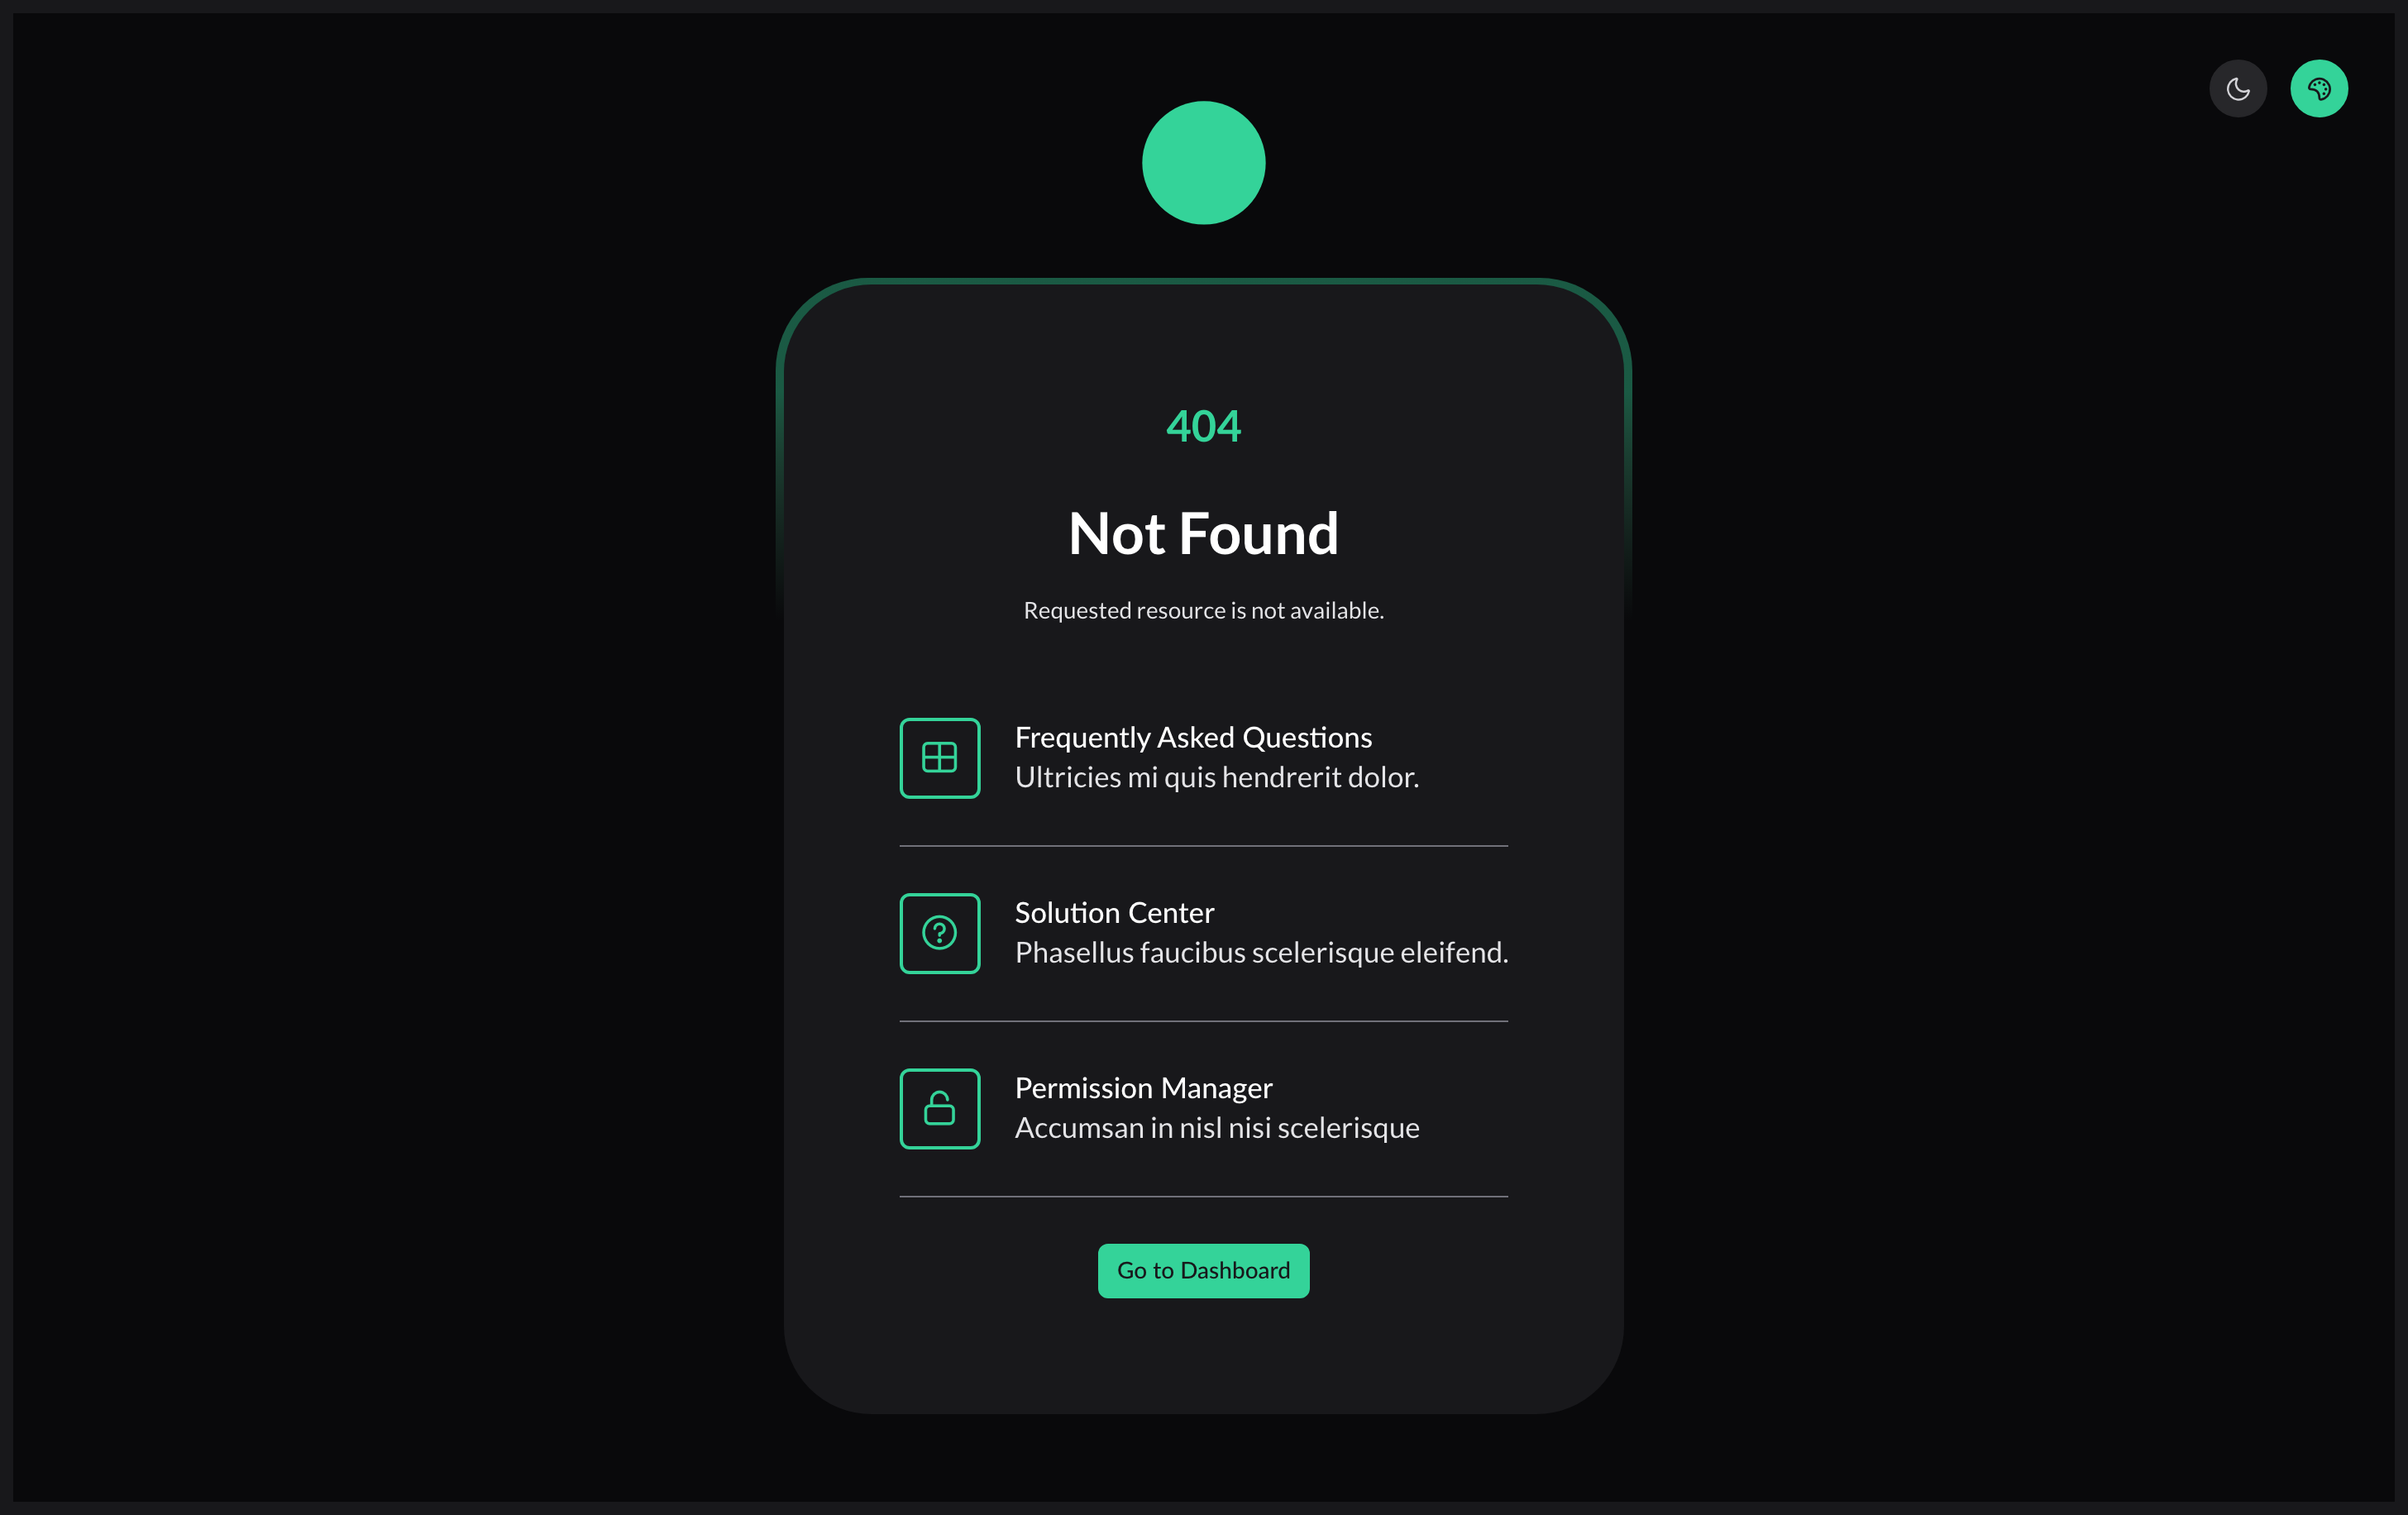 404
Not Found
Requested resource is not available.
Frequently Asked Questions
Ultricies mi quis hendrerit dolor.
Solution Center
Phasellus faucibus scelerisque eleifend.
Permission Manager
Accumsan in nisl nisi scelerisque
Go to Dashboard